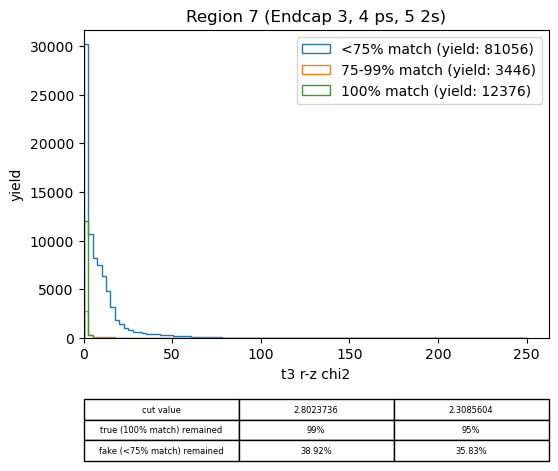 Region 7 (Endcap 3, 4 ps, 5 2s)
<75% match (yield: 81056)
75-99% match (yield: 3446)
100% match (yield: 12376)
yield
30000
25000
20000
15000
10000
5000
0
0 50 100 150 200 250
t3 r-z chi2
cut value 2.8023736 2.3085604
true (100% match) remained 99% 95%
fake (<75% match) remained 38.92% 35.83%